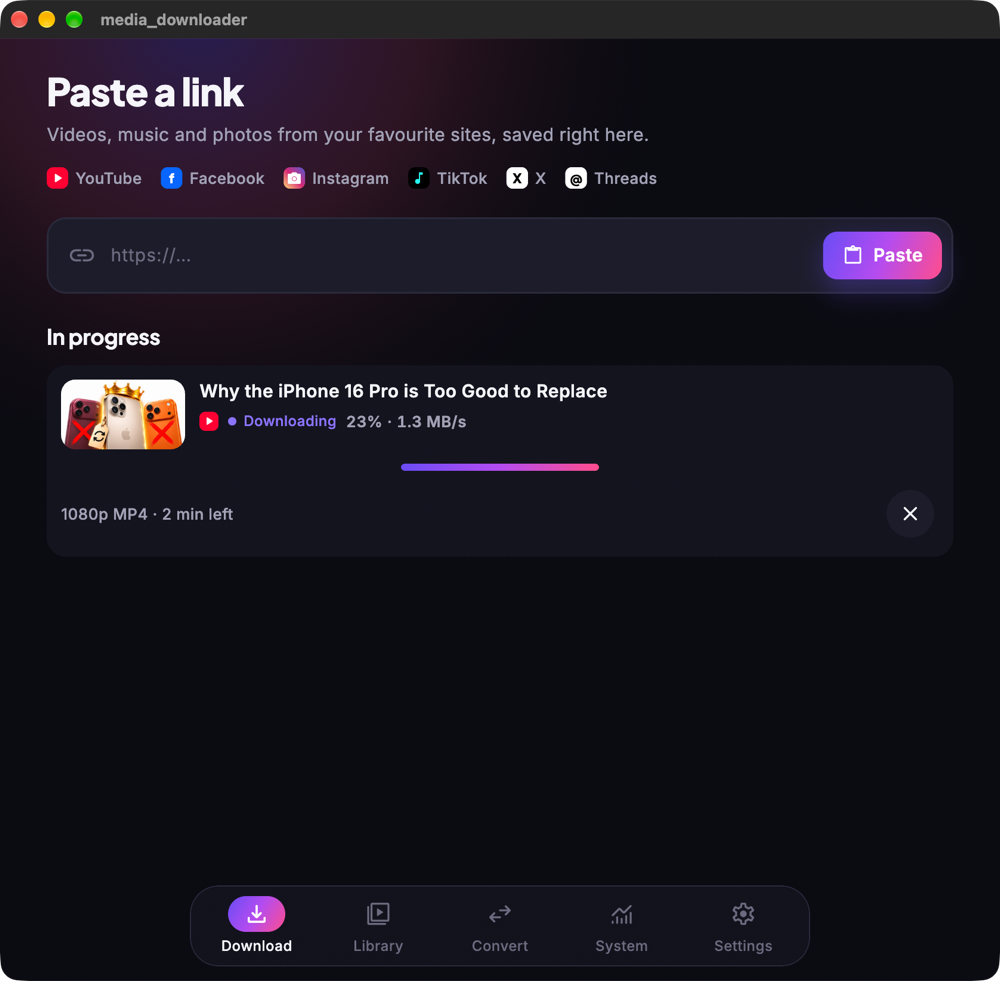 media_downloader
Paste a link
Videos, music and photos from your favourite sites, saved right here.
YouTube Facebook Instagram TikTok X Threads
https://... Paste
In progress
Why the iPhone 16 Pro is Too Good to Replace
Downloading 23% · 1.3 MB/s
1080p MP4 · 2 min left
Download Library Convert System Settings